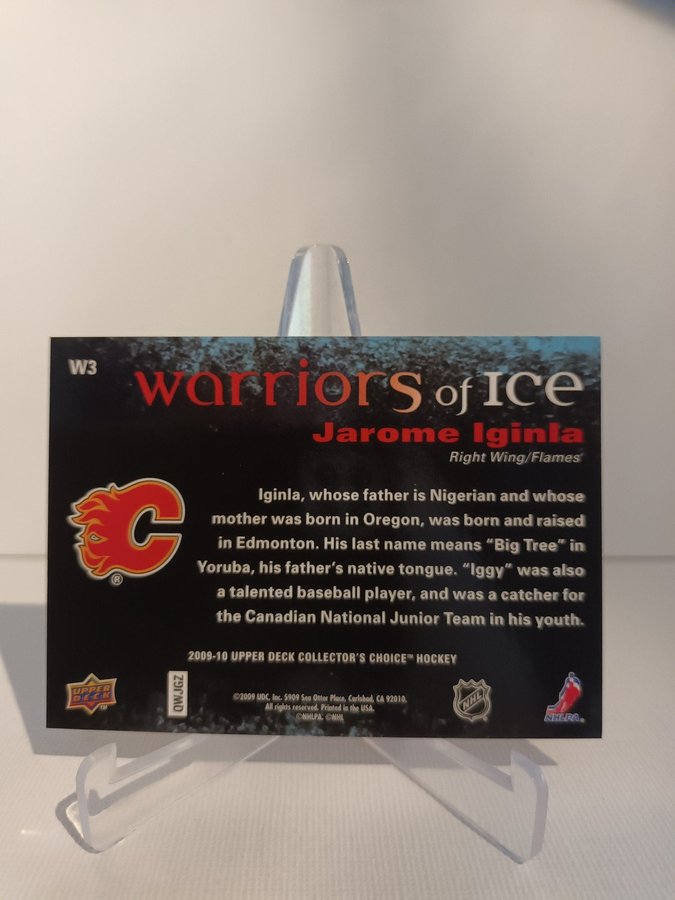 W3
warriors of ICE
Jarome Iginla
Right Wing/Flames
Iginla, whose father is Nigerian and whose
mother was born in Oregon, was born and raised
in Edmonton. His last name means “Big Tree” in
Yoruba, his father’s native tongue. “Iggy” was also
a talented baseball player, and was a catcher for
the Canadian National Junior Team in his youth.
C
®
2009-10 UPPER DECK COLLECTOR’S CHOICE™ HOCKEY
UPPER
DECK
™
QWJGZ
©2009 UDC, Inc. 5909 Sea Otter Place, Carlsbad, CA 92010.
All rights reserved. Printed in the USA.
©NHLPA. ©NHL
NHL
NHLPA.